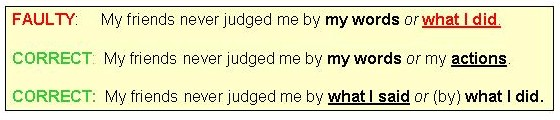 FAULTY: My friends never judged me by my words or what I did.
CORRECT: My friends never judged me by my words or my actions.
CORRECT: My friends never judged me by what I said or (by) what I did.